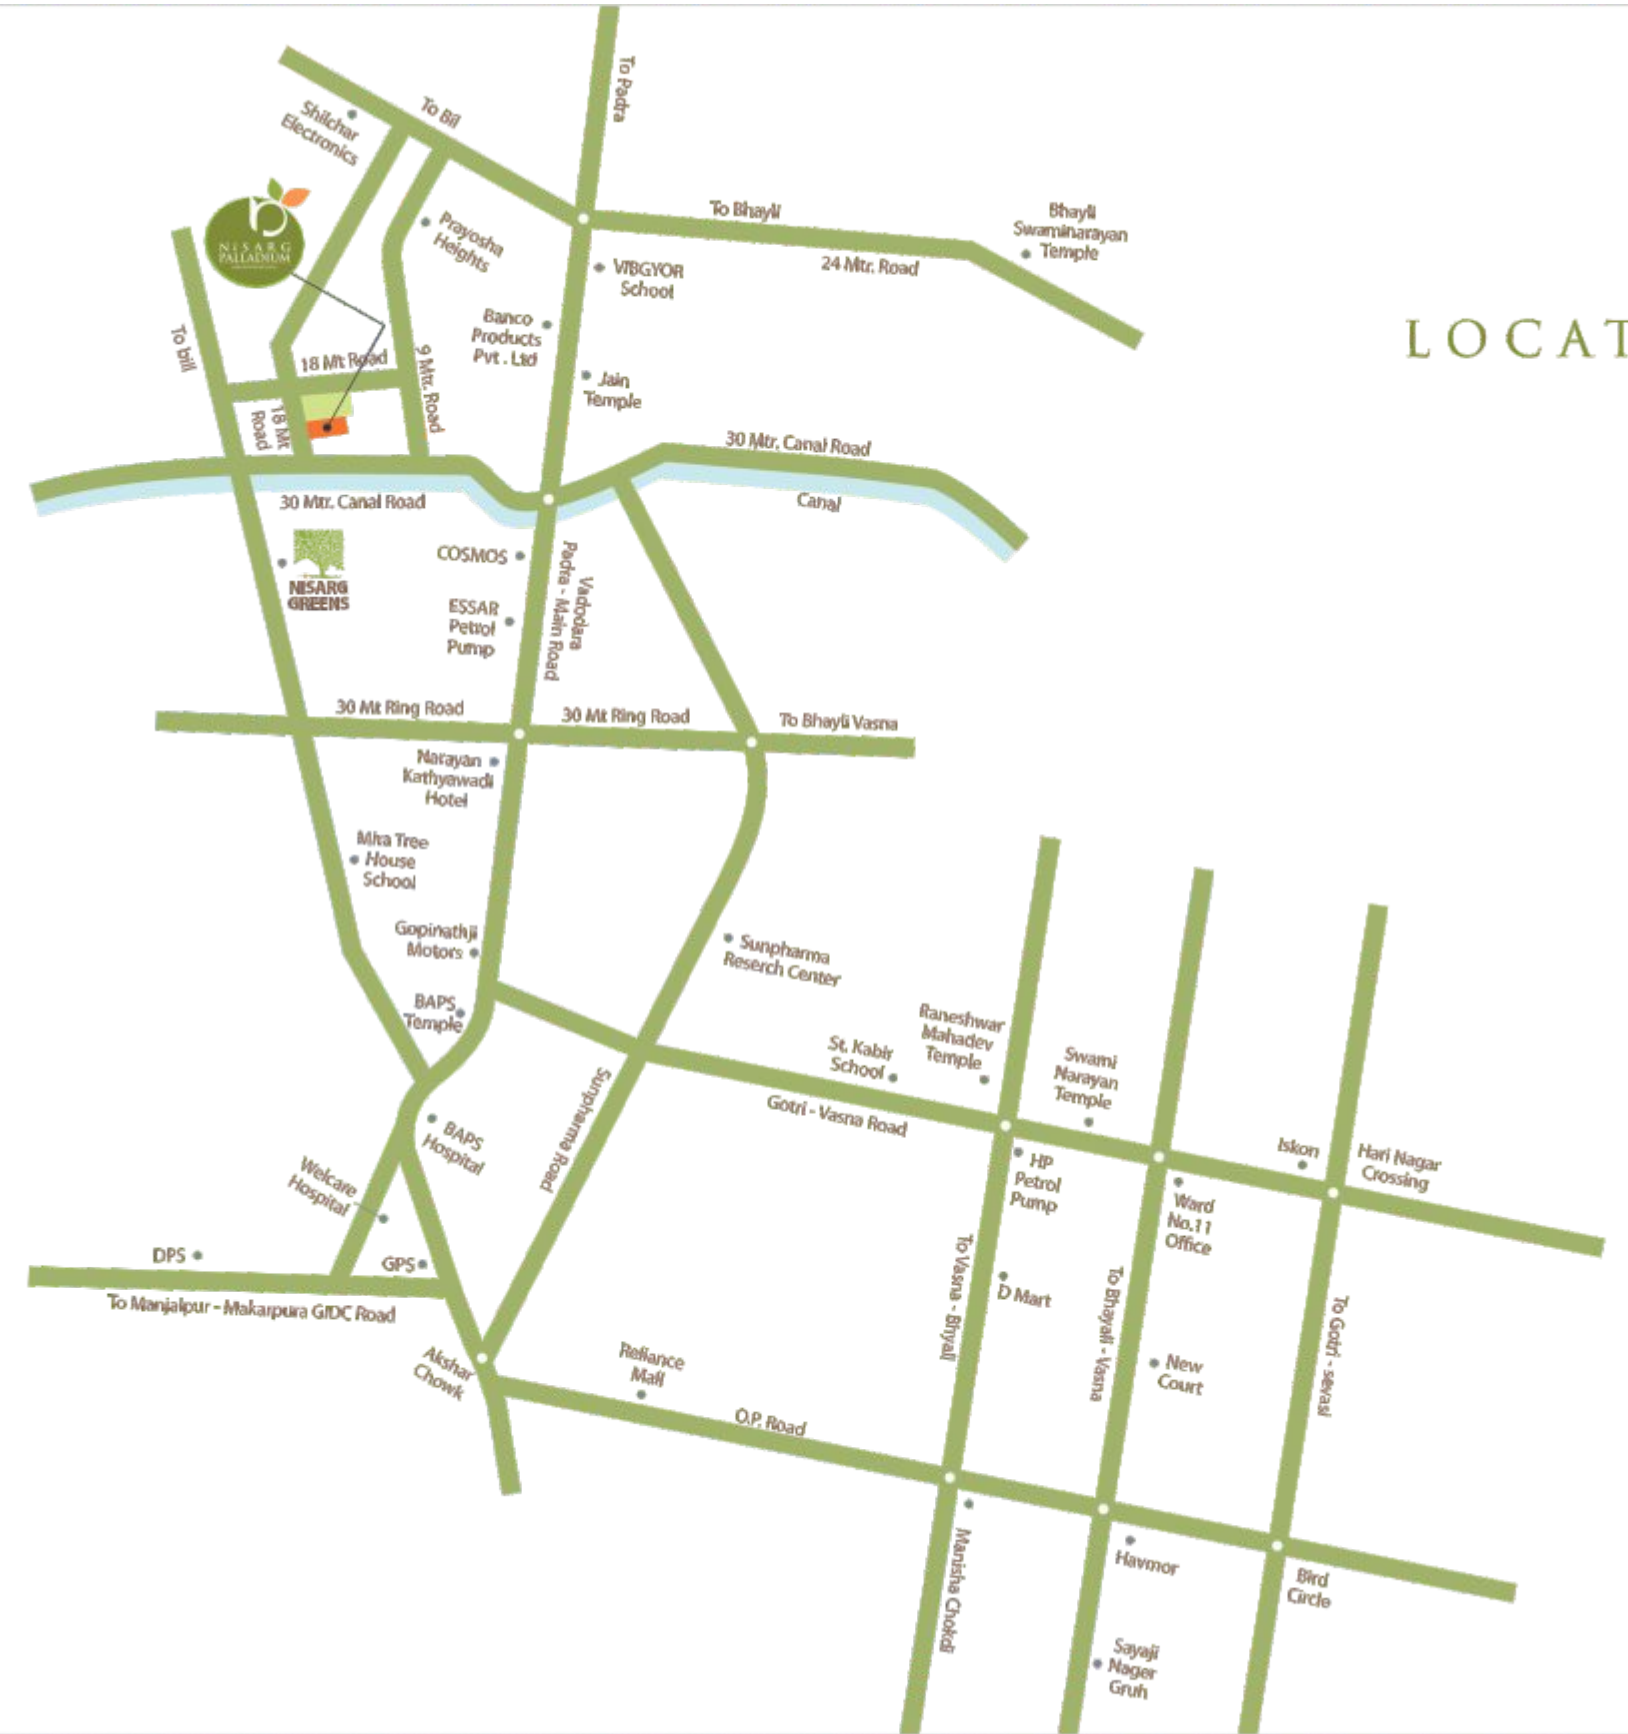 To Padra
To Bil
Shilchar
Electronics
NISARG
PALLADIUM
Prayosha
Heights
To Bhayli
24 Mtr. Road
Bhayli
Swaminarayan
Temple
VIBGYOR
School
LOCAT
Banco
Products
Pvt . Ltd
To bill
18 Mt Road
9 Mtr. Road
Jain
Temple
18 Mt
Road
30 Mtr. Canal Road
30 Mtr. Canal Road
Canal
NISARG
GREENS
COSMOS
ESSAR
Petrol
Pump
Vadodara
Padra - Main Road
30 Mt Ring Road
30 Mt Ring Road
To Bhayli Vasna
Narayan
Kathyawadi
Hotel
Mira Tree
House
School
Gopinathji
Motors
Sunpharma
Reserch Center
BAPS
Temple
Raneshwar
Mahadev
Temple
St. Kabir
School
Swami
Narayan
Temple
Gotri - Vasna Road
Sunpharma Road
BAPS
Hospital
Welcare
Hospital
HP
Petrol
Pump
Iskon
Hari Nagar
Crossing
Ward
No.11
Office
DPS
GPS
To Manjalpur - Makarpura GIDC Road
To Vasna - Bhyali
D Mart
To Bhayali - Vasna
To Gotri - sevasi
Akshar
Chowk
Reliance
Mall
New
Court
O.P. Road
Manisha Chokdi
Havmor
Bird
Circle
Sayaji
Nager
Gruh